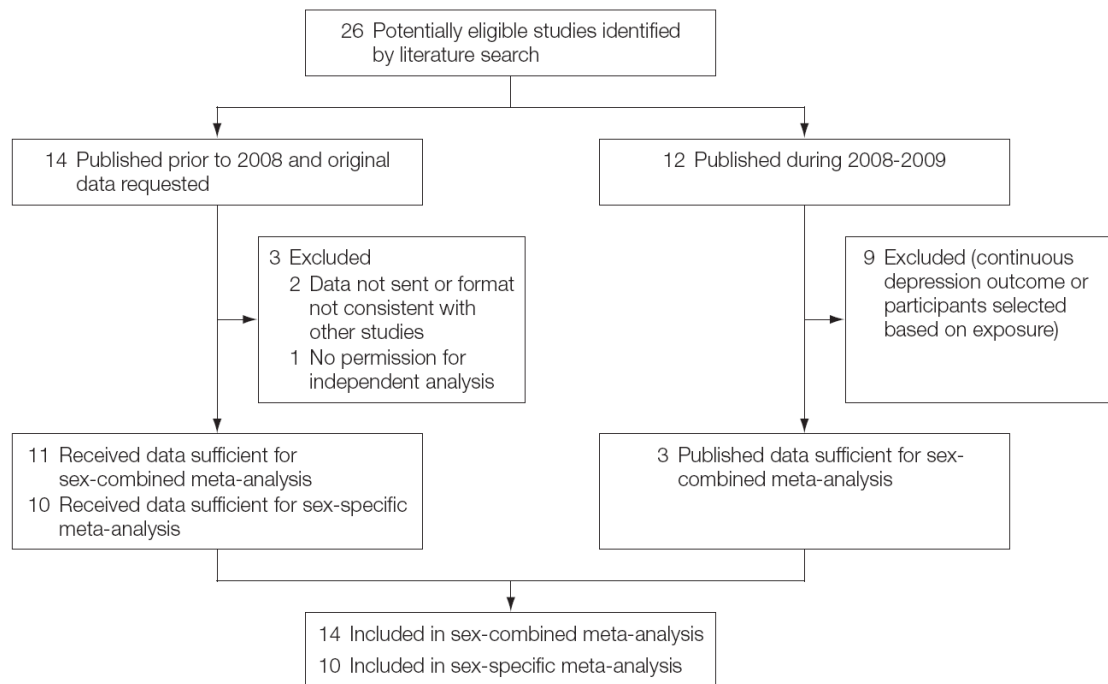 26 Potentially eligible studies identified
by literature search
14 Published prior to 2008 and original
data requested
12 Published during 2008-2009
3 Excluded
2 Data not sent or format
not consistent with
other studies
1 No permission for
independent analysis
9 Excluded (continuous
depression outcome or
participants selected
based on exposure)
11 Received data sufficient for
sex-combined meta-analysis
10 Received data sufficient for sex-specific
meta-analysis
3 Published data sufficient for sex-
combined meta-analysis
14 Included in sex-combined meta-analysis
10 Included in sex-specific meta-analysis